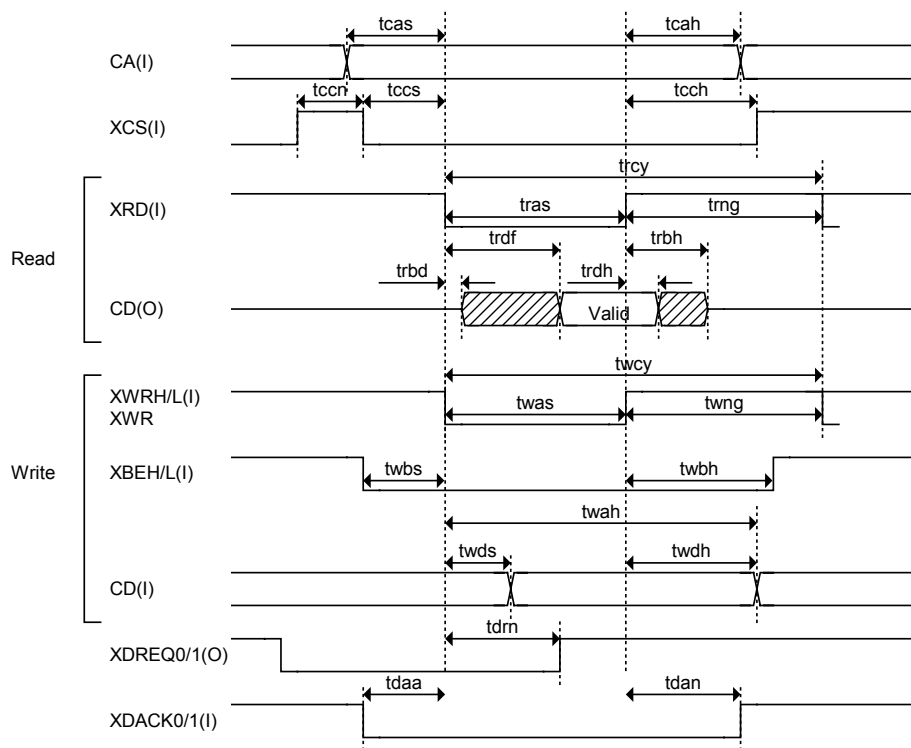 tcas
tcah
CA(I)
tccn
tccs
tcch
XCS(I)
trcy
XRD(I)
tras
trng
Read
trdf
trbh
trbd
trdh
CD(O)
Valid
twcy
XWRH/L(I)
XWR
twas
twng
Write
XBEH/L(I)
twbs
twbh
twah
twds
twdh
CD(I)
tdrn
XDREQ0/1(O)
tdaa
tdan
XDACK0/1(I)